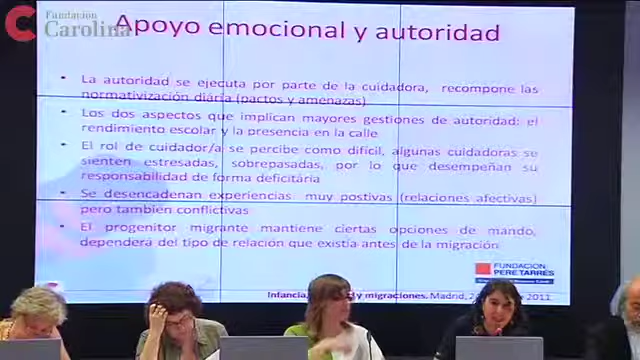 Fundación
Carolina
Apoyo emocional y autoridad
• La autoridad se ejecuta por parte de la cuidadora, recompone las
normativización diaria (pactos y amenazas)
• Los dos aspectos que implican mayores gestiones de autoridad: el
rendimiento escolar y la presencia en la calle
• El rol de cuidador/a se percibe como difícil, algunas cuidadoras se
sienten estresadas, sobrepasadas, por lo que desempeñan su
responsabilidad de forma deficitária
• Se desencadenan experiencias muy postivas (relaciones afectivas)
pero también conflictivas
• El progenitor migrante mantiene ciertas opciones de mando,
dependerá del tipo de relación que existía antes de la migración
FUNDACIÓN
PERE TARRÉS
Infancia, y migraciones. Madrid, 2011